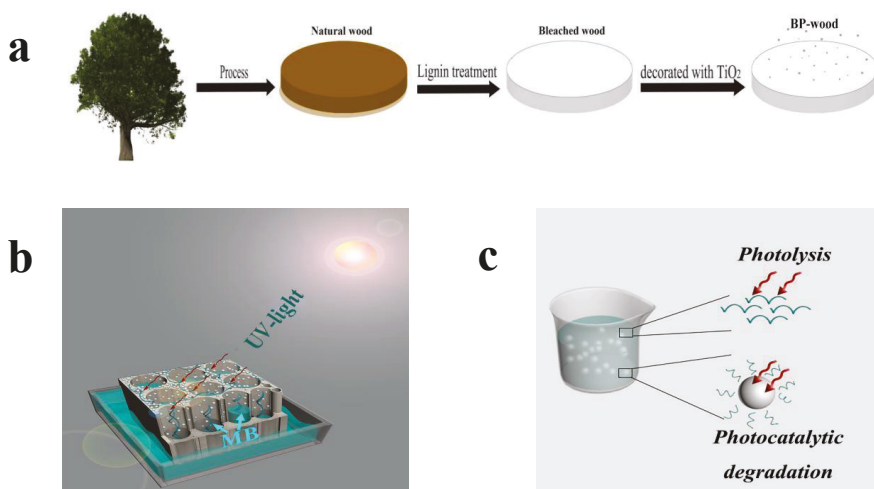 a
Natural wood
Bleached wood
BP-wood
Process
Lignin treatment
decorated with TiO₂
b
UV-light
MB
c
Photolysis
Photocatalytic
degradation